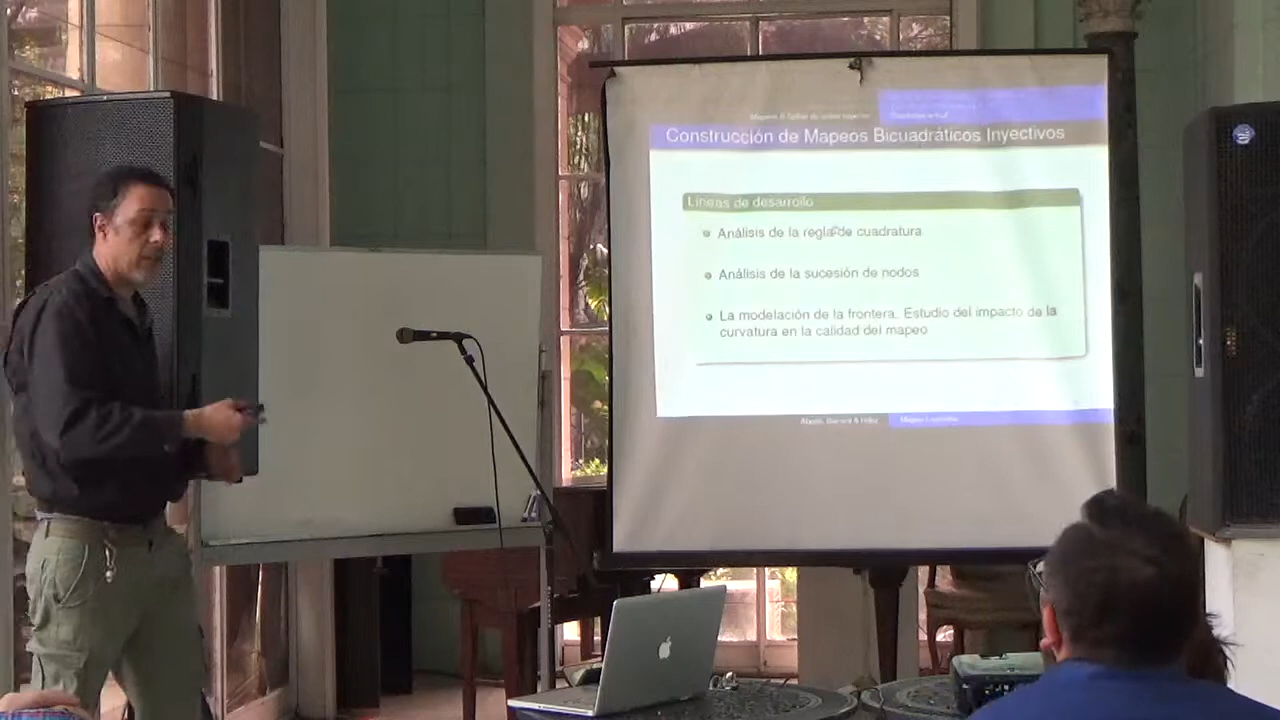 Construcción de Mapeos Bicuadráticos Inyectivos
Líneas de desarrollo
Análisis de la regla de cuadratura
Análisis de la sucesión de nodos
La modelación de la frontera. Estudio del impacto de la
curvatura en la calidad del mapeo